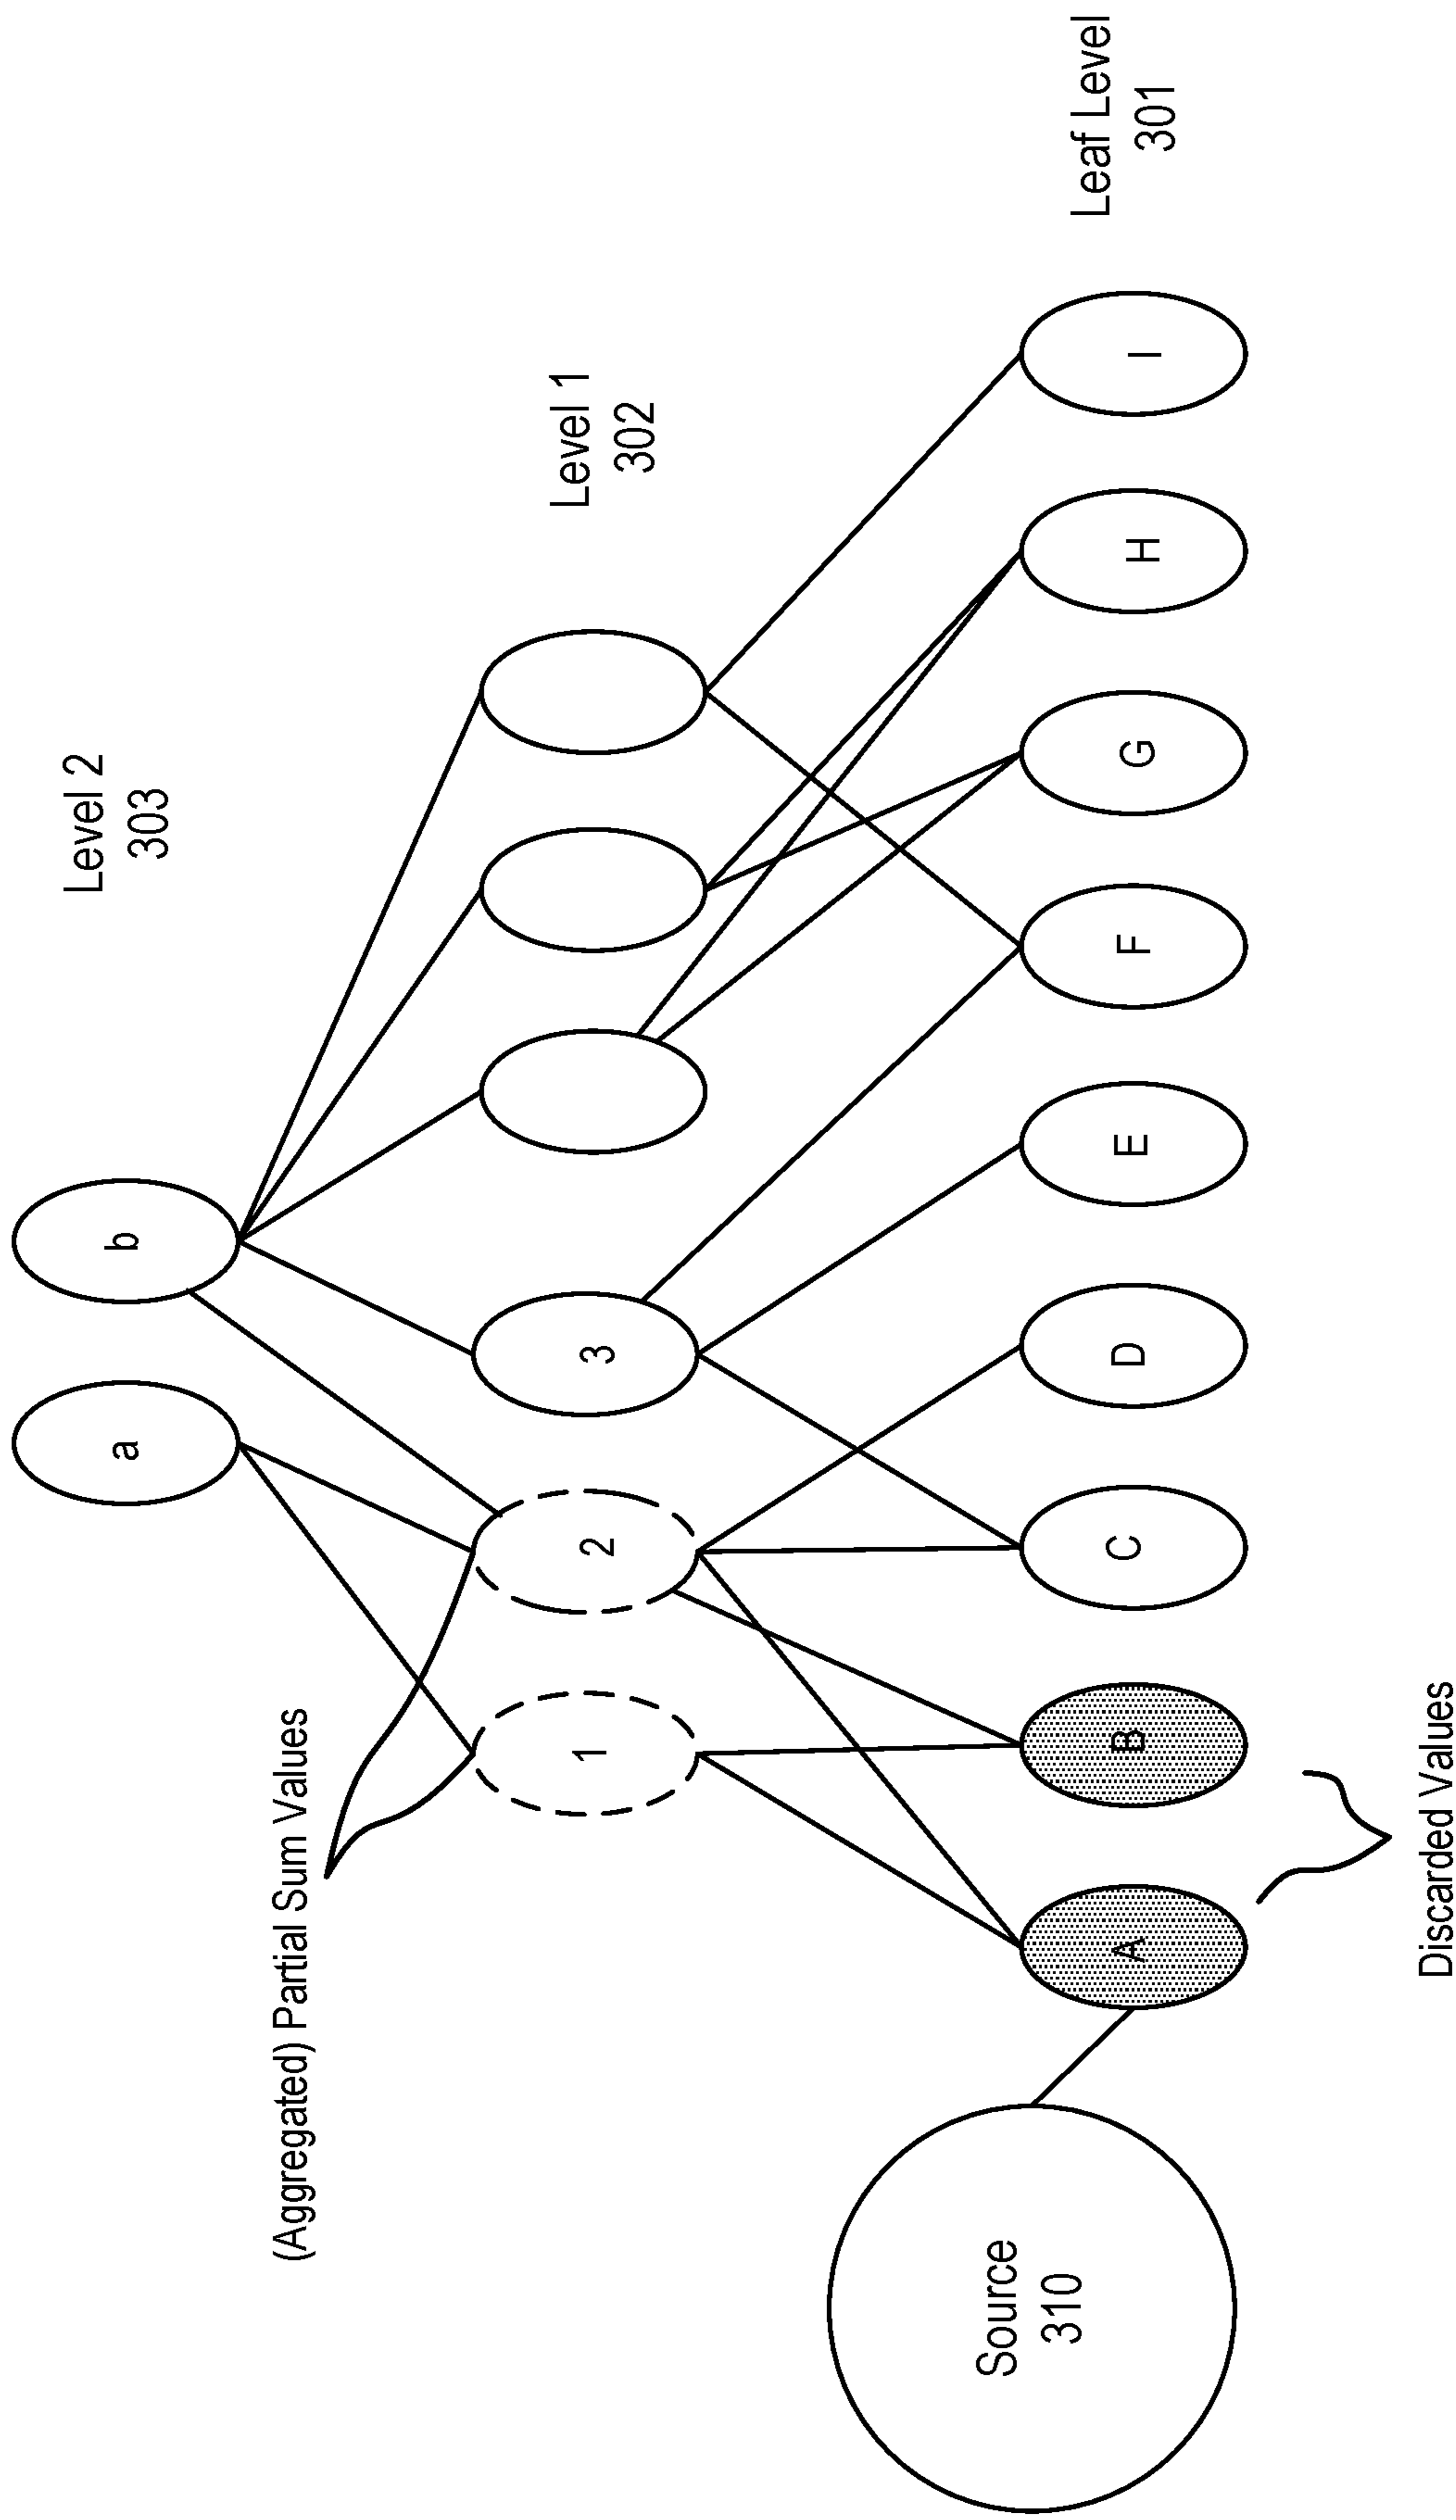 Level 2
303
a
b
(Aggregated) Partial Sum Values
Level 1
302
1
2
3
Source
310
A
B
C
D
E
F
G
H
I
Leaf Level
301
Discarded Values